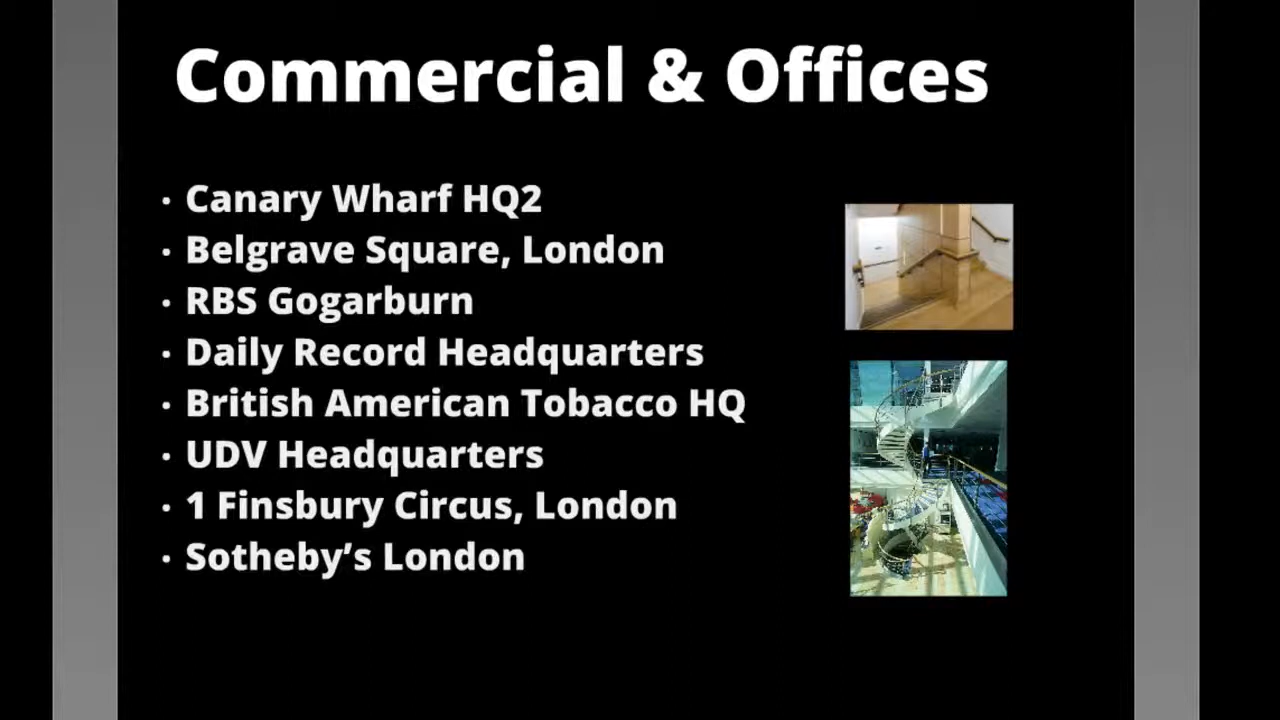 Commercial & Offices
· Canary Wharf HQ2
· Belgrave Square, London
· RBS Gogarburn
· Daily Record Headquarters
· British American Tobacco HQ
· UDV Headquarters
· 1 Finsbury Circus, London
· Sotheby’s London